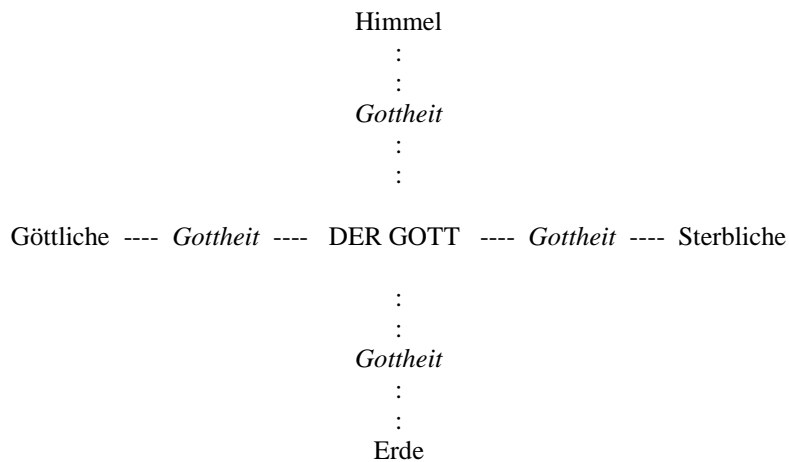 Himmel
:
:
Gottheit
:
:
Göttliche ---- Gottheit ---- DER GOTT ---- Gottheit ---- Sterbliche
:
:
Gottheit
:
:
Erde